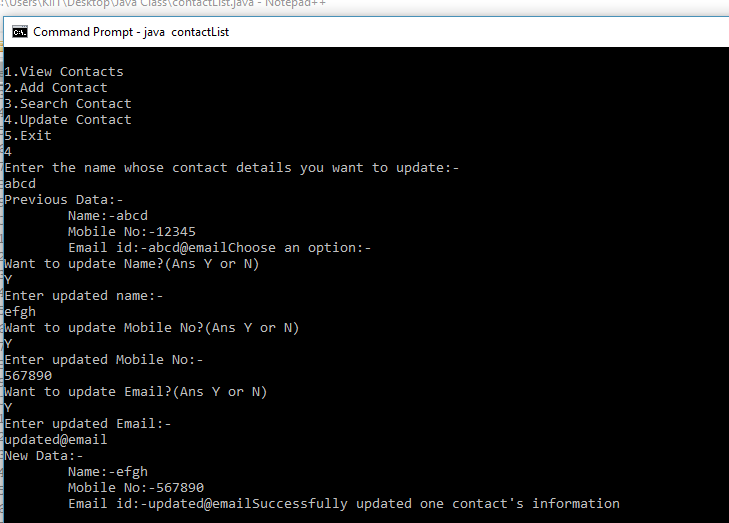 :\Users\KIIT\Desktop\Java Class\contactList.java - Notepad++
Command Prompt - java  contactList
1.View Contacts
2.Add Contact
3.Search Contact
4.Update Contact
5.Exit
4
Enter the name whose contact details you want to update:-
abcd
Previous Data:-
        Name:-abcd
        Mobile No:-12345
        Email id:-abcd@emailChoose an option:-
Want to update Name?(Ans Y or N)
Y
Enter updated name:-
efgh
Want to update Mobile No?(Ans Y or N)
Y
Enter updated Mobile No:-
567890
Want to update Email?(Ans Y or N)
Y
Enter updated Email:-
updated@email
New Data:-
        Name:-efgh
        Mobile No:-567890
        Email id:-updated@emailSuccessfully updated one contact's information